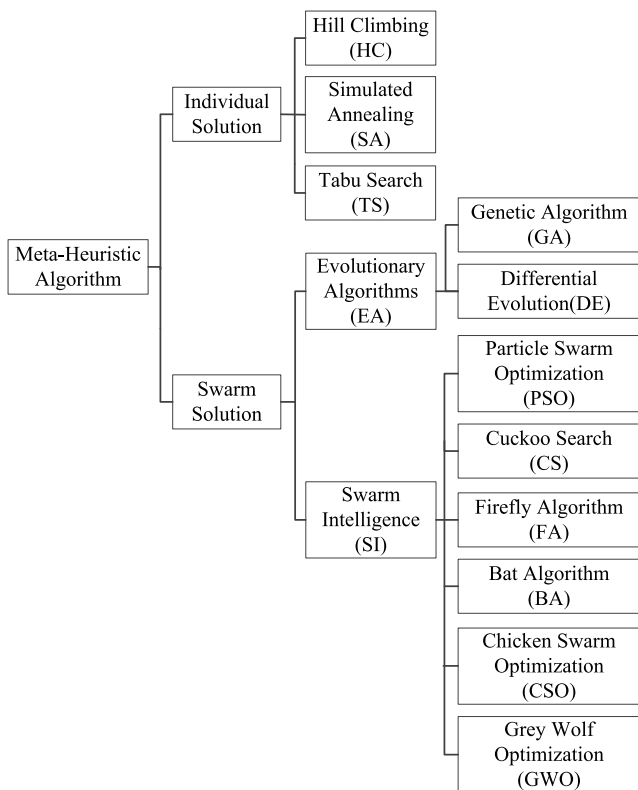 Hill Climbing
(HC)
Individual
Solution
Simulated
Annealing
(SA)
Tabu Search
(TS)
Meta-Heuristic
Algorithm
Genetic Algorithm
(GA)
Evolutionary
Algorithms
(EA)
Differential
Evolution(DE)
Swarm
Solution
Particle Swarm
Optimization
(PSO)
Cuckoo Search
(CS)
Swarm
Intelligence
(SI)
Firefly Algorithm
(FA)
Bat Algorithm
(BA)
Chicken Swarm
Optimization
(CSO)
Grey Wolf
Optimization
(GWO)